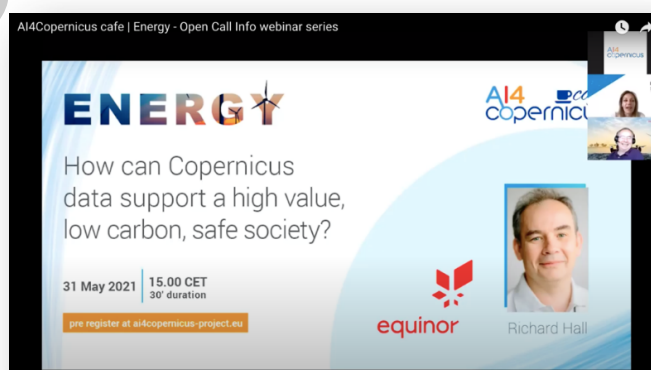 AI4Copernicus cafe | Energy - Open Call Info webinar series
AI4
copernicus
ENERGY
AI4
How can Copernicus
data support a high value,
low carbon, safe society?
31 May 2021
15.00 CET
30' duration
pre register at ai4copernicus-project.eu
equinor
Richard Hall